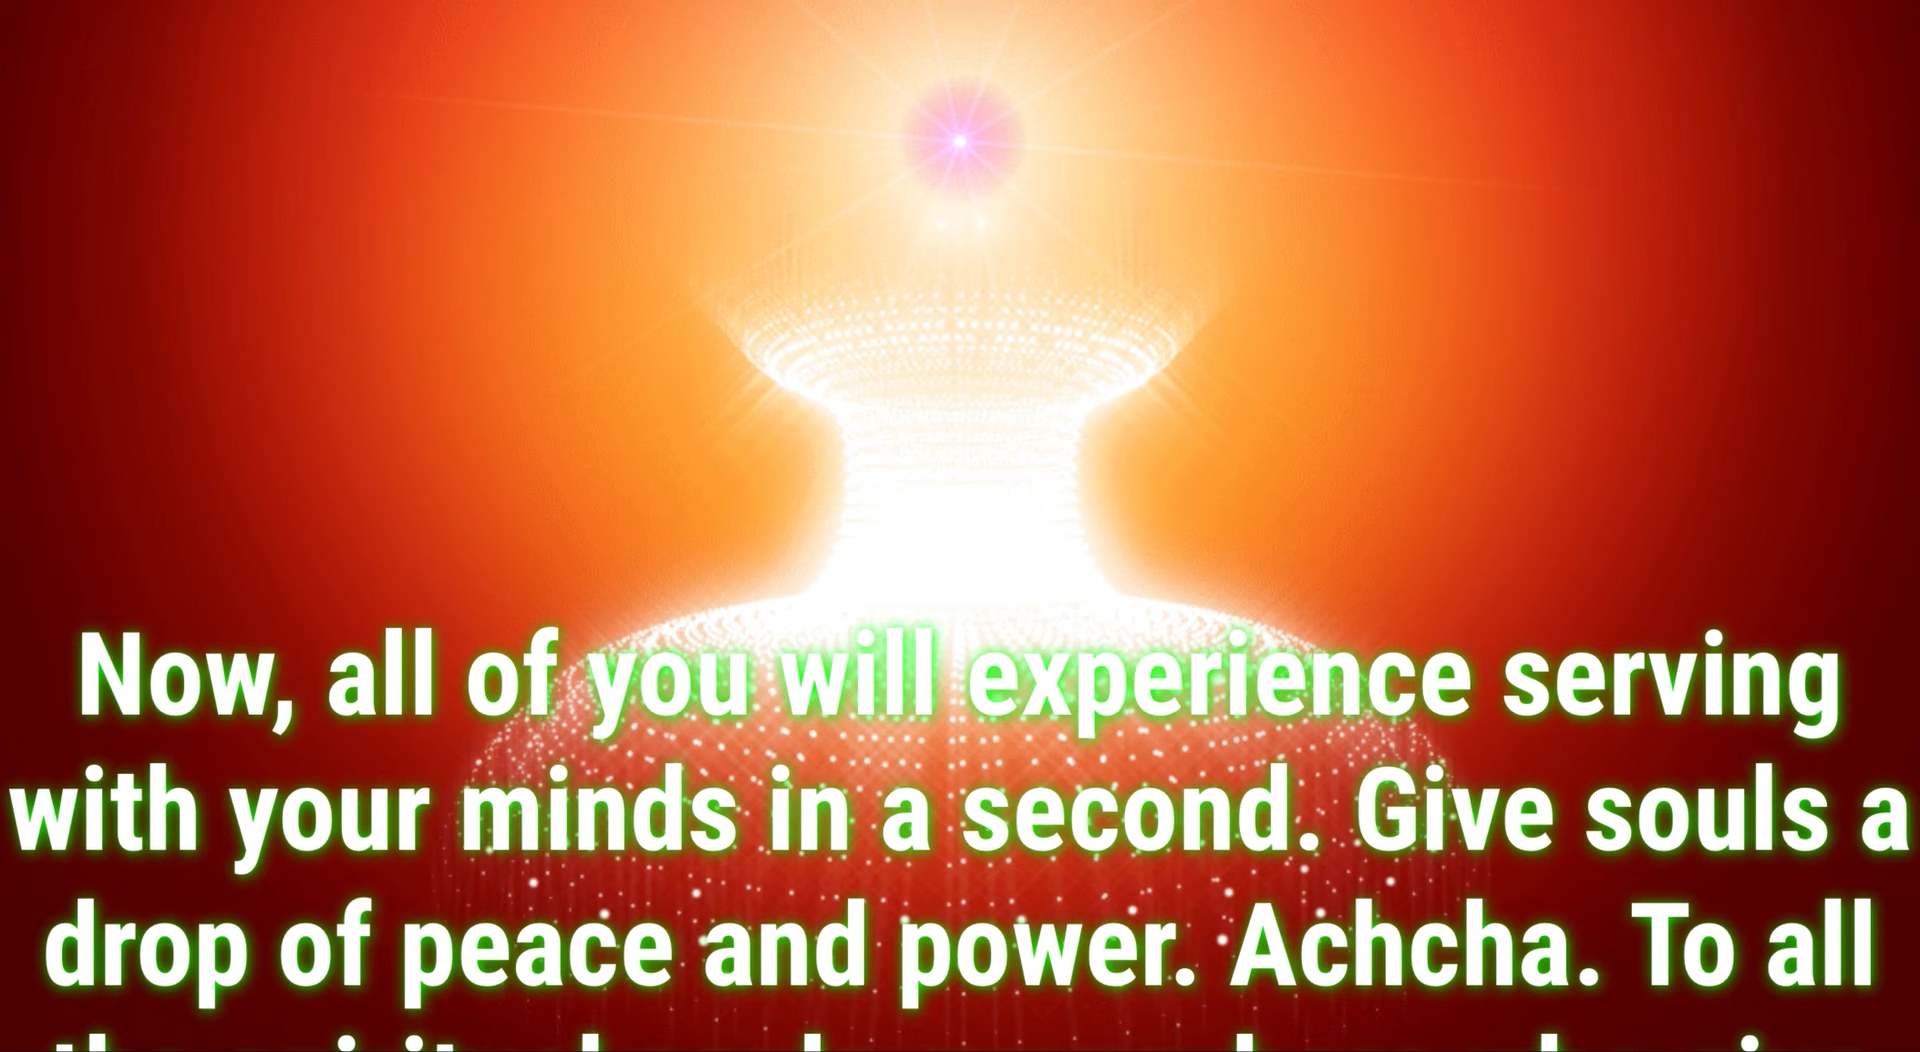 Now, all of you will experience serving
with your minds in a second. Give souls a
drop of peace and power. Achcha. To all